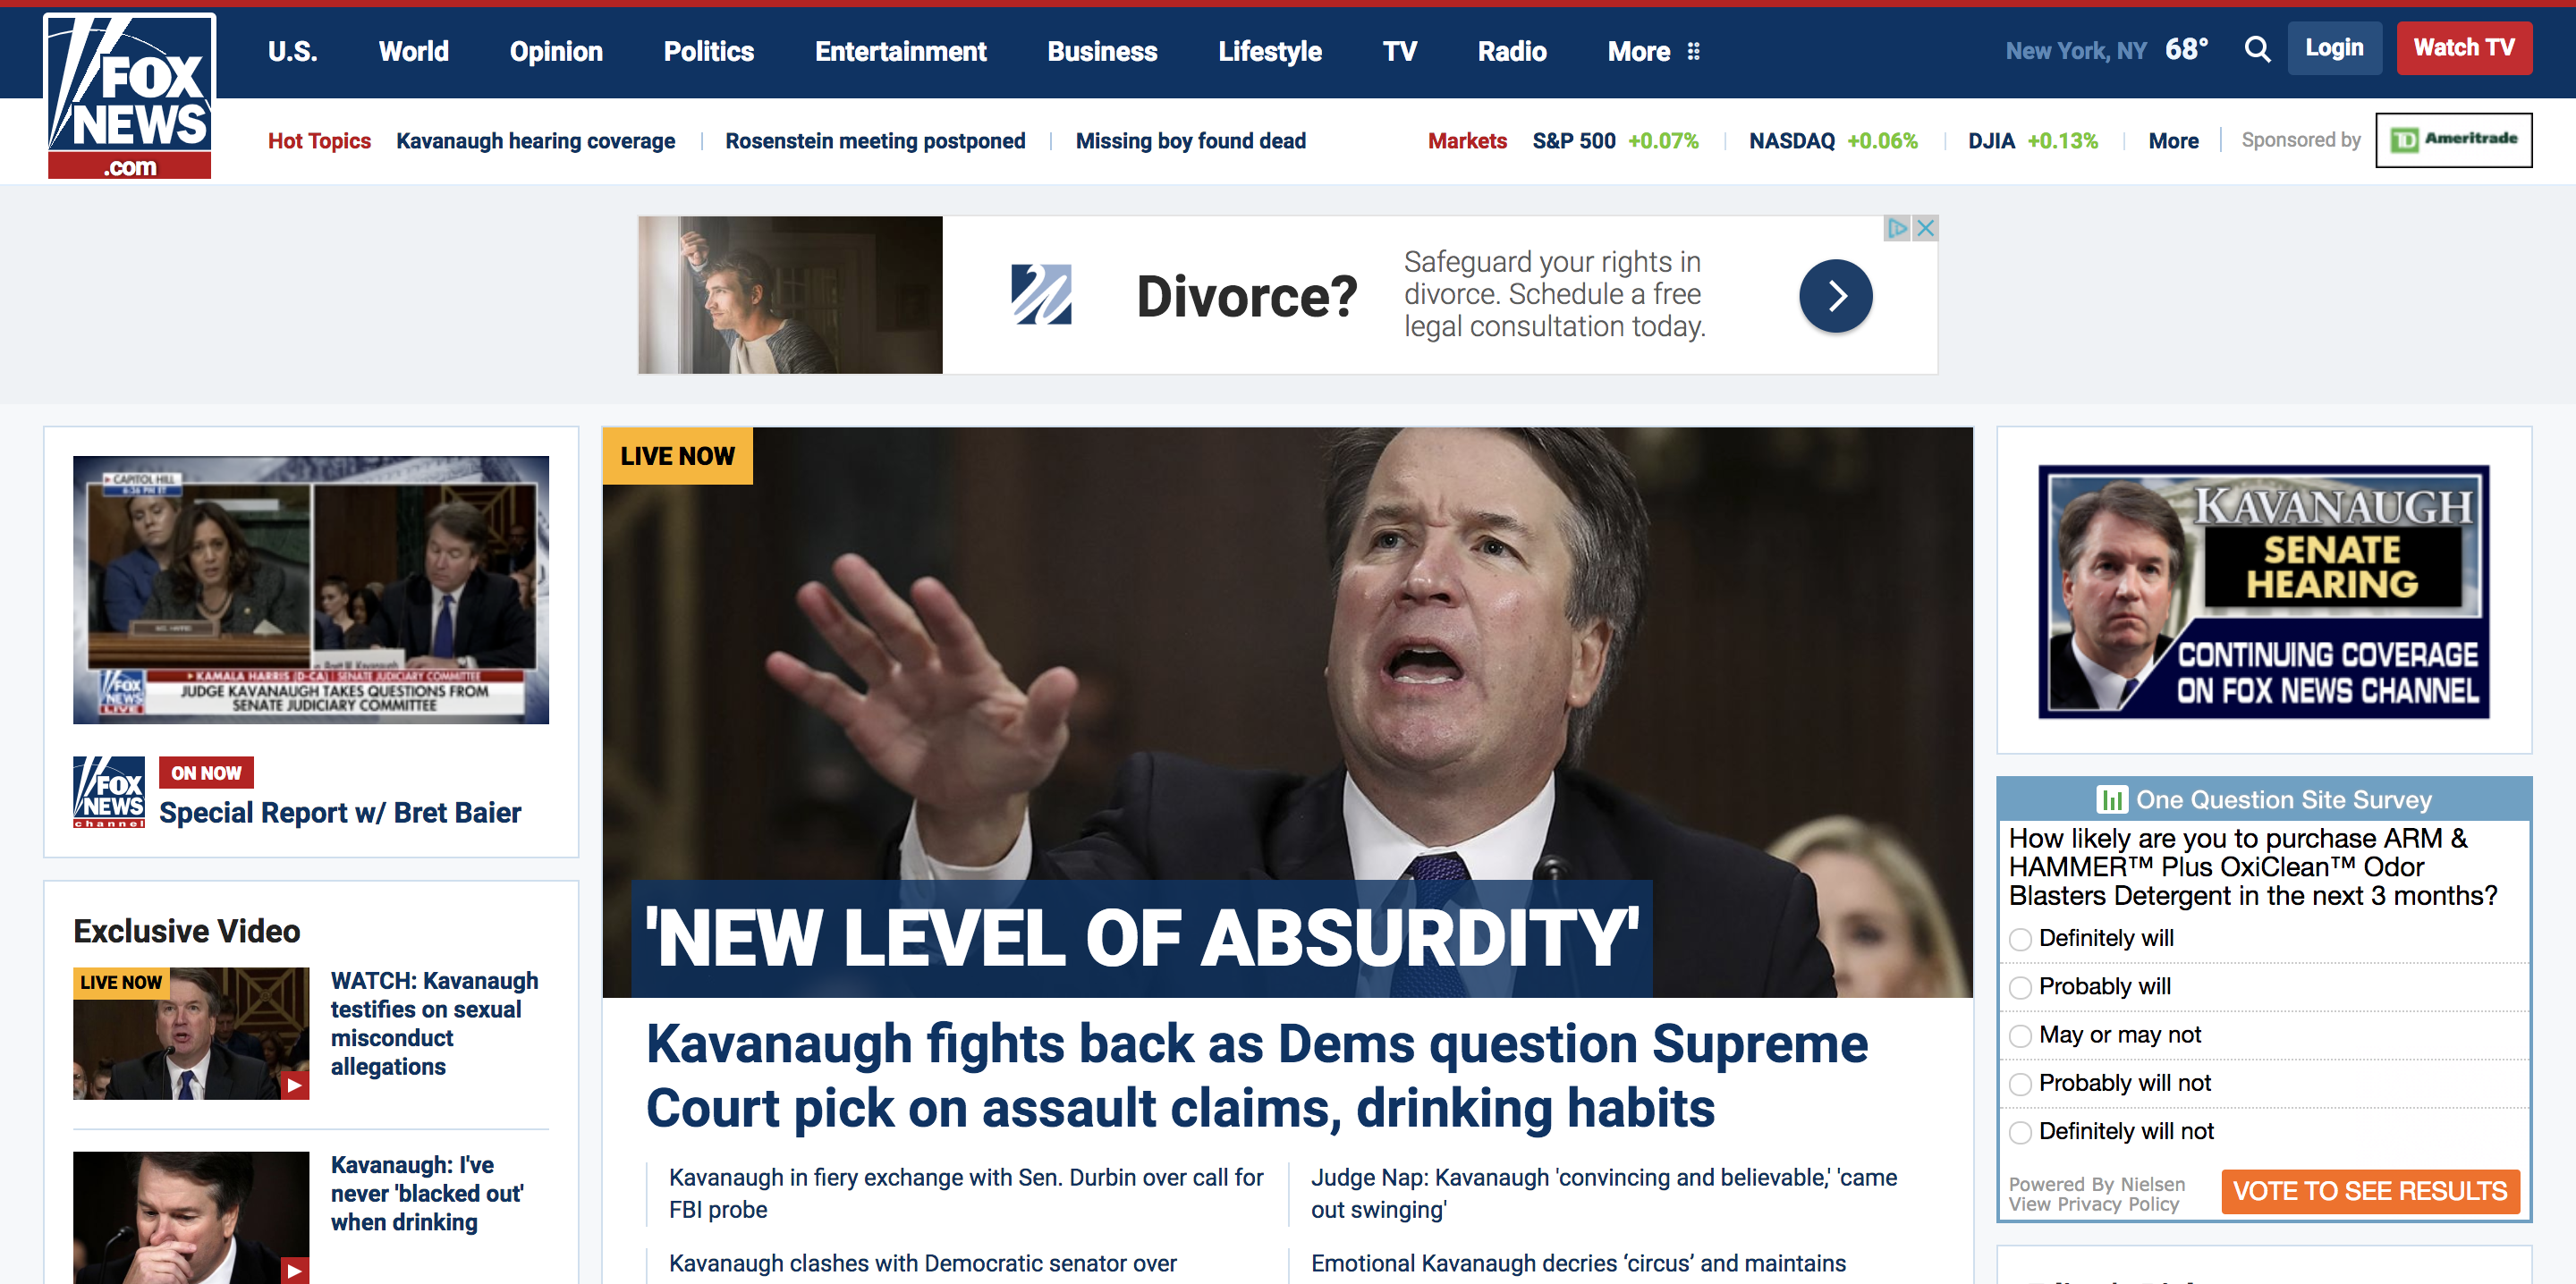 FOX
NEWS
.com
U.S.
World
Opinion
Politics
Entertainment
Business
Lifestyle
TV
Radio
More
New York, NY 68°
Login
Watch TV
Hot Topics
Kavanaugh hearing coverage
Rosenstein meeting postponed
Missing boy found dead
Markets
S&P 500 +0.07%
NASDAQ +0.06%
DJIA +0.13%
More
Sponsored by
TD Ameritrade
Divorce?
Safeguard your rights in
divorce. Schedule a free
legal consultation today.
CAPITOL HILL
6:36 PM ET
KAMALA HARRIS (D-CA) | SENATE JUDICIARY COMMITTEE
FOX
NEWS
LIVE
JUDGE KAVANAUGH TAKES QUESTIONS FROM
SENATE JUDICIARY COMMITTEE
FOX
NEWS
channel
ON NOW
Special Report w/ Bret Baier
Exclusive Video
LIVE NOW
WATCH: Kavanaugh
testifies on sexual
misconduct
allegations
Kavanaugh: I've
never 'blacked out'
when drinking
LIVE NOW
'NEW LEVEL OF ABSURDITY'
Kavanaugh fights back as Dems question Supreme
Court pick on assault claims, drinking habits
Kavanaugh in fiery exchange with Sen. Durbin over call for
FBI probe
Kavanaugh clashes with Democratic senator over
Judge Nap: Kavanaugh 'convincing and believable,' 'came
out swinging'
Emotional Kavanaugh decries ‘circus’ and maintains
KAVANAUGH
SENATE
HEARING
CONTINUING COVERAGE
ON FOX NEWS CHANNEL
One Question Site Survey
How likely are you to purchase ARM &
HAMMER™ Plus OxiClean™ Odor
Blasters Detergent in the next 3 months?
Definitely will
Probably will
May or may not
Probably will not
Definitely will not
Powered By Nielsen
View Privacy Policy
VOTE TO SEE RESULTS